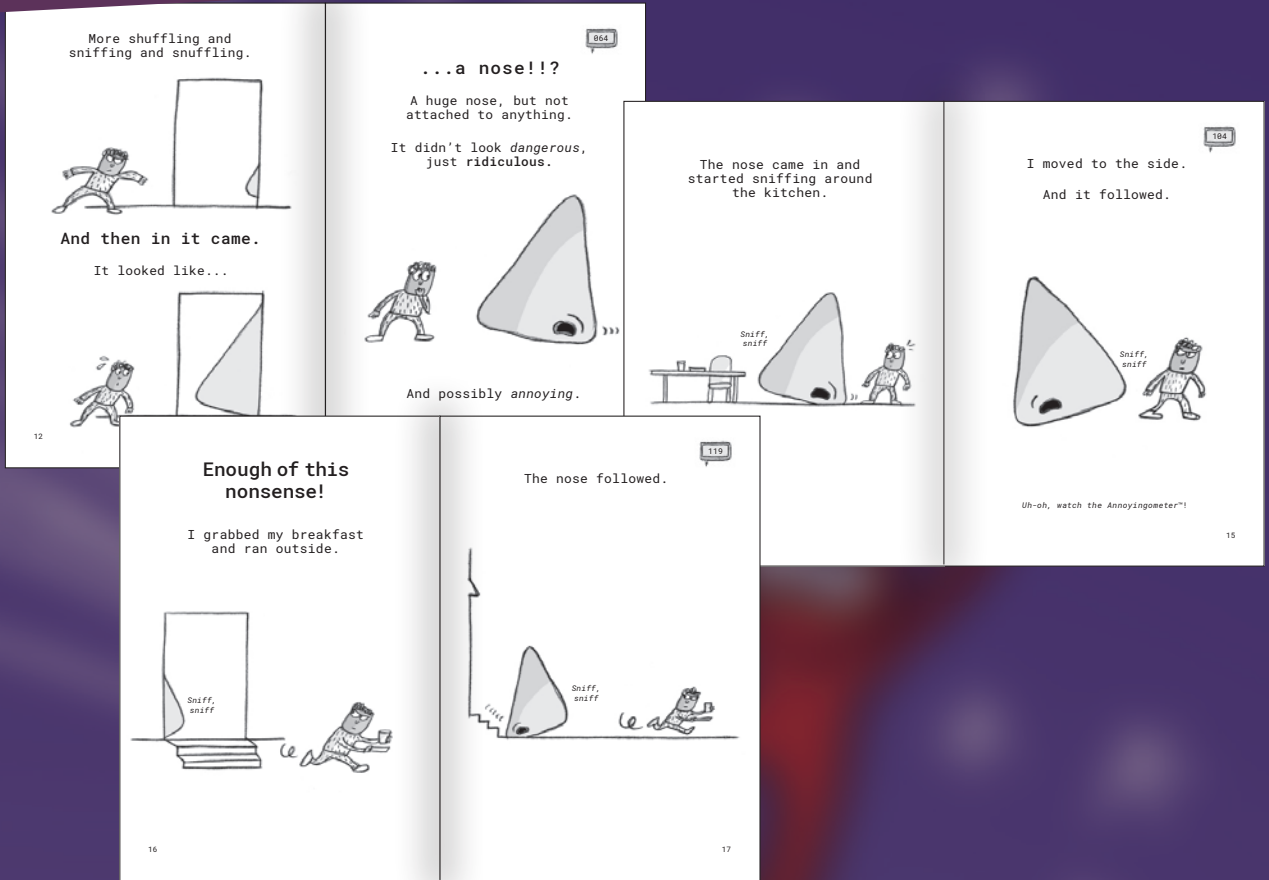 More shuffling and
sniffing and snuffling.
And then in it came.
It looked like...
12
064
...a nose!!?
A huge nose, but not
attached to anything.
It didn't look dangerous,
just ridiculous.
And possibly annoying.
The nose came in and
started sniffing around
the kitchen.
Sniff,
sniff
104
I moved to the side.
And it followed.
Sniff,
sniff
Uh-oh, watch the Annoyingometer™!
15
Enough of this
nonsense!
I grabbed my breakfast
and ran outside.
Sniff,
sniff
16
119
The nose followed.
Sniff,
sniff
17